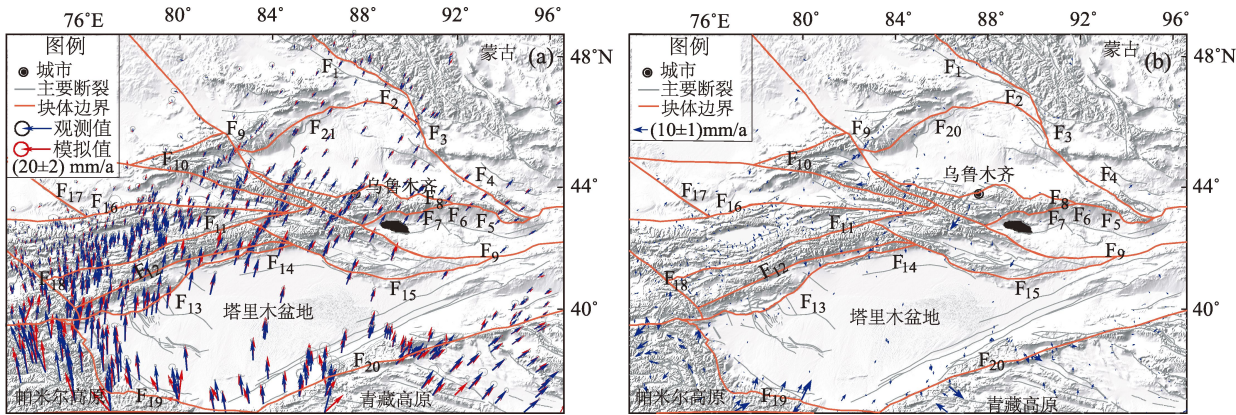 76°E 80° 84° 88° 92° 96°
图例
城市
主要断裂
块体边界
观测值
模拟值
(20±2) mm/a
蒙古
(a)
48°N
F1
F2
F3
F9
F21
F10
F4
乌鲁木齐
44°
F17
F16
F8
F7
F6
F5
F11
F9
F18
F12
F14
F15
F13
塔里木盆地
40°
F20
帕米尔高原
F19
青藏高原
76°E 80° 84° 88° 92° 96°
图例
城市
主要断裂
块体边界
(10±1)mm/a
蒙古
(b)
48°N
F1
F2
F3
F9
F20
F10
F4
乌鲁木齐
44°
F17
F16
F8
F7
F6
F5
F11
F9
F18
F12
F14
F15
F13
塔里木盆地
40°
F20
帕米尔高原
F19
青藏高原